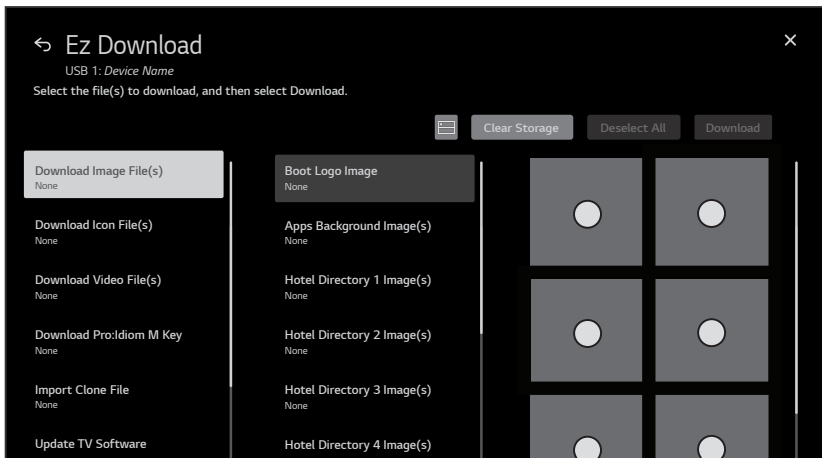 Ez Download
USB 1: Device Name
Select the file(s) to download, and then select Download.
Clear Storage
Deselect All
Download
Download Image File(s)
None
Download Icon File(s)
None
Download Video File(s)
None
Download Pro:Idiom M Key
None
Import Clone File
None
Update TV Software
Boot Logo Image
None
Apps Background Image(s)
None
Hotel Directory 1 Image(s)
None
Hotel Directory 2 Image(s)
None
Hotel Directory 3 Image(s)
None
Hotel Directory 4 Image(s)